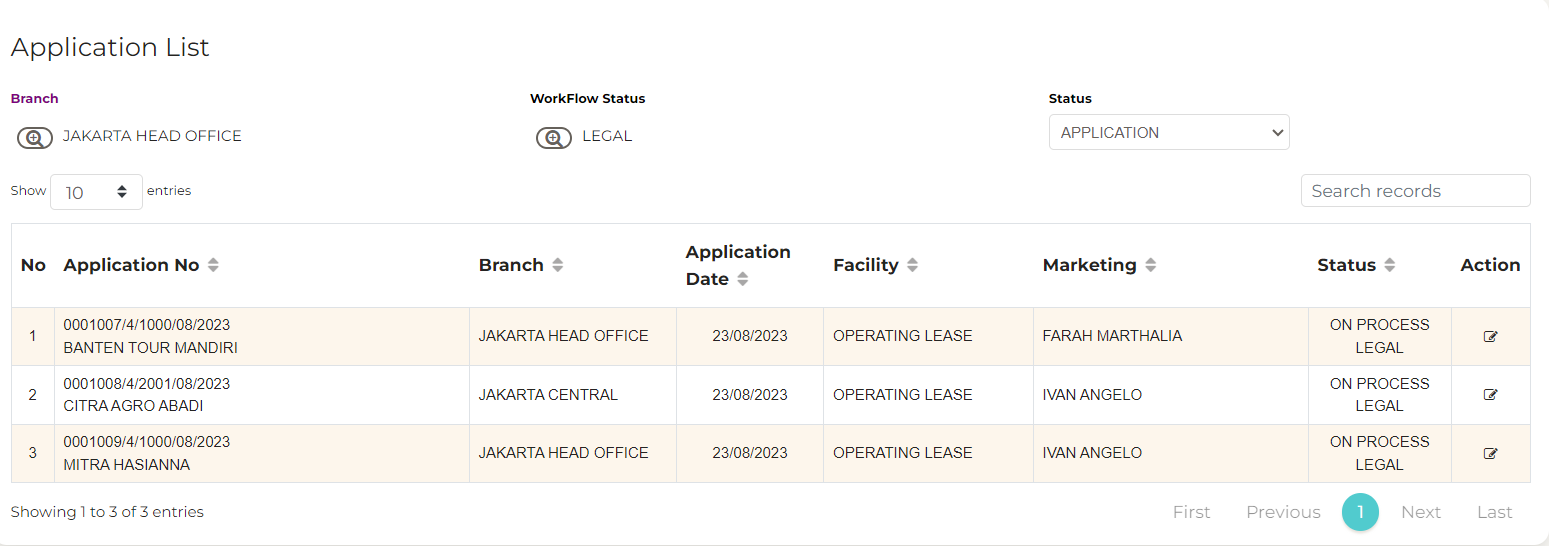 Application List
Branch
WorkFlow Status
Status
JAKARTA HEAD OFFICE
LEGAL
APPLICATION
Show 10 entries
Search records
No
Application No
Branch
Application
Date
Facility
Marketing
Status
Action
1
0001007/4/1000/08/2023
BANTEN TOUR MANDIRI
JAKARTA HEAD OFFICE
23/08/2023
OPERATING LEASE
FARAH MARTHALIA
ON PROCESS
LEGAL
2
0001008/4/2001/08/2023
CITRA AGRO ABADI
JAKARTA CENTRAL
23/08/2023
OPERATING LEASE
IVAN ANGELO
ON PROCESS
LEGAL
3
0001009/4/1000/08/2023
MITRA HASIANNA
JAKARTA HEAD OFFICE
23/08/2023
OPERATING LEASE
IVAN ANGELO
ON PROCESS
LEGAL
Showing 1 to 3 of 3 entries
First Previous 1 Next Last